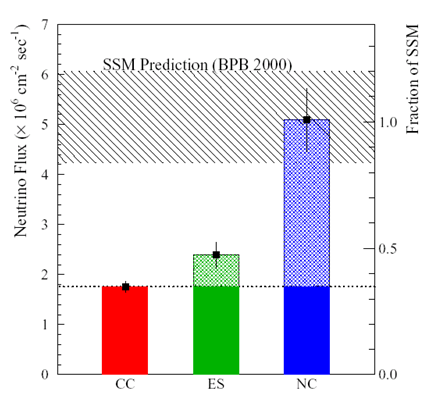 SSM Prediction (BPB 2000)
Neutrino Flux (× 10⁶ cm⁻² sec⁻¹)
7
6
5
4
3
2
1
0
Fraction of SSM
1.0
0.5
0.0
CC ES NC